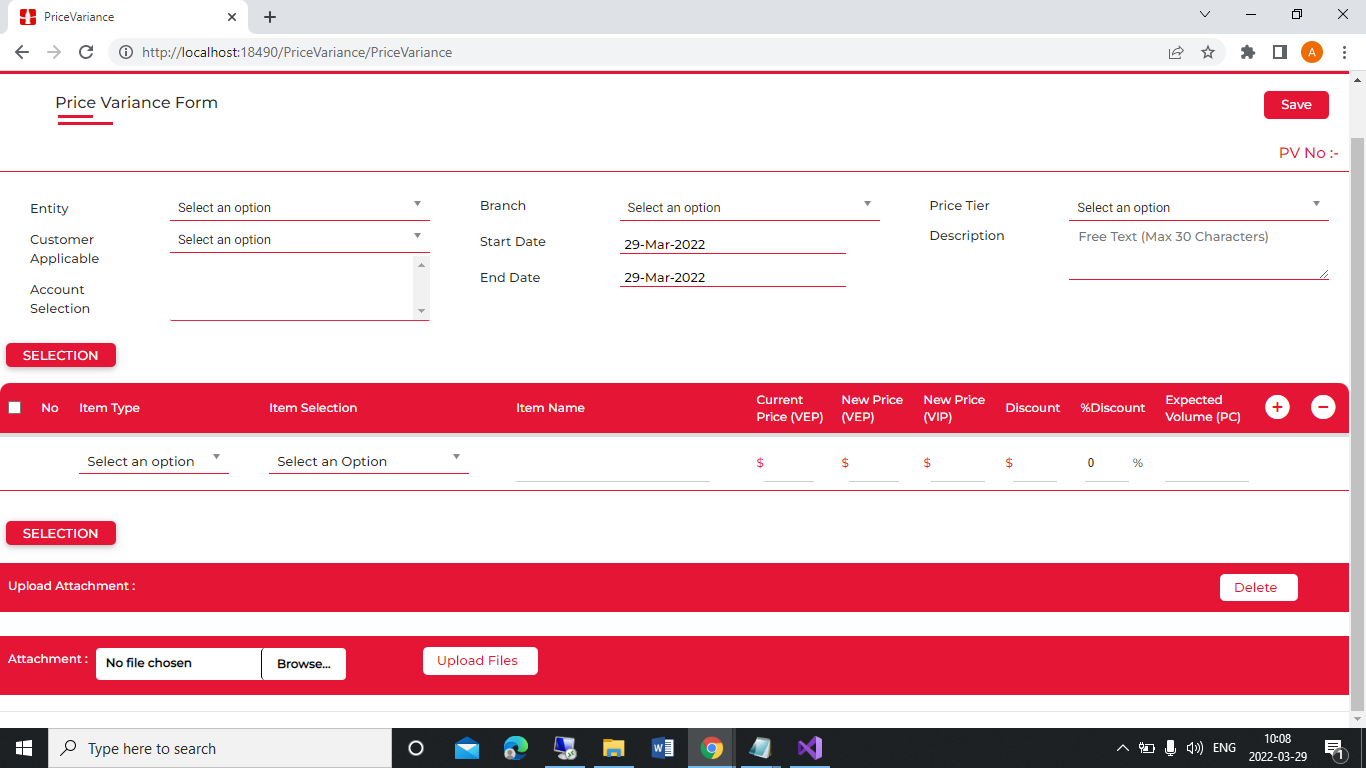 PriceVariance
http://localhost:18490/PriceVariance/PriceVariance
A
Price Variance Form
Save
PV No :-
Entity
Select an option
Branch
Select an option
Price Tier
Select an option
Customer
Applicable
Select an option
Start Date
29-Mar-2022
Description
Free Text (Max 30 Characters)
End Date
29-Mar-2022
Account
Selection
SELECTION
No
Item Type
Item Selection
Item Name
Current
Price (VEP)
New Price
(VEP)
New Price
(VIP)
Discount
%Discount
Expected
Volume (PC)
Select an option
Select an Option
$
$
$
$
0
%
SELECTION
Upload Attachment :
Delete
Attachment :
No file chosen
Browse...
Upload Files
Type here to search
ENG
10:08
2022-03-29
1